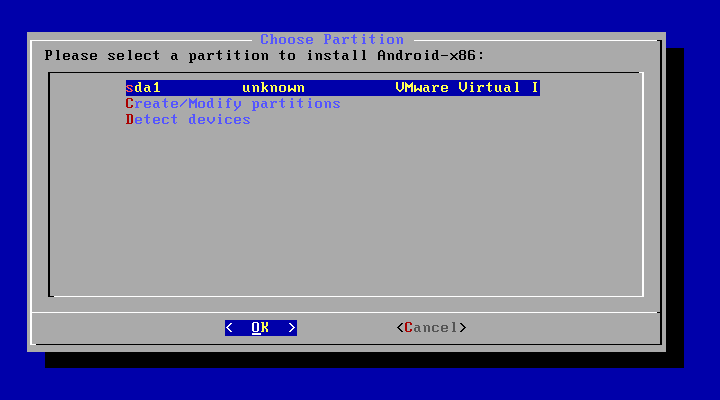 Choose Partition
Please select a partition to install Android-x86:
sda1 unknown VMware Virtual I
Create/Modify partitions
Detect devices
< OK > <Cancel>